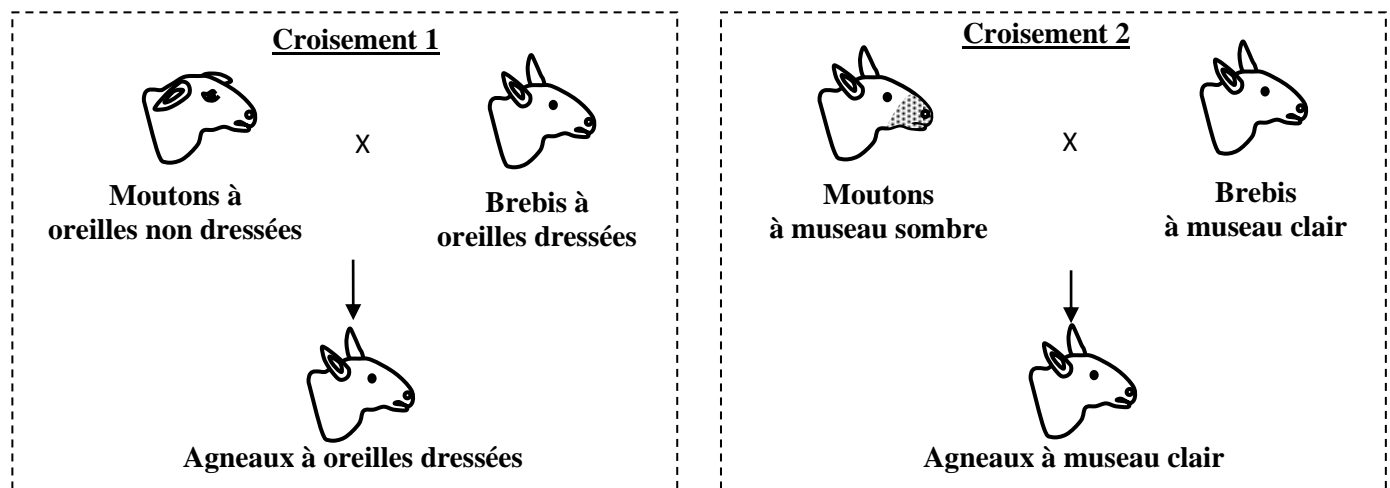 Croisement 1
X
Moutons à
oreilles non dressées
Brebis à
oreilles dressées
Agneaux à oreilles dressées
Croisement 2
X
Moutons
à museau sombre
Brebis
à museau clair
Agneaux à museau clair